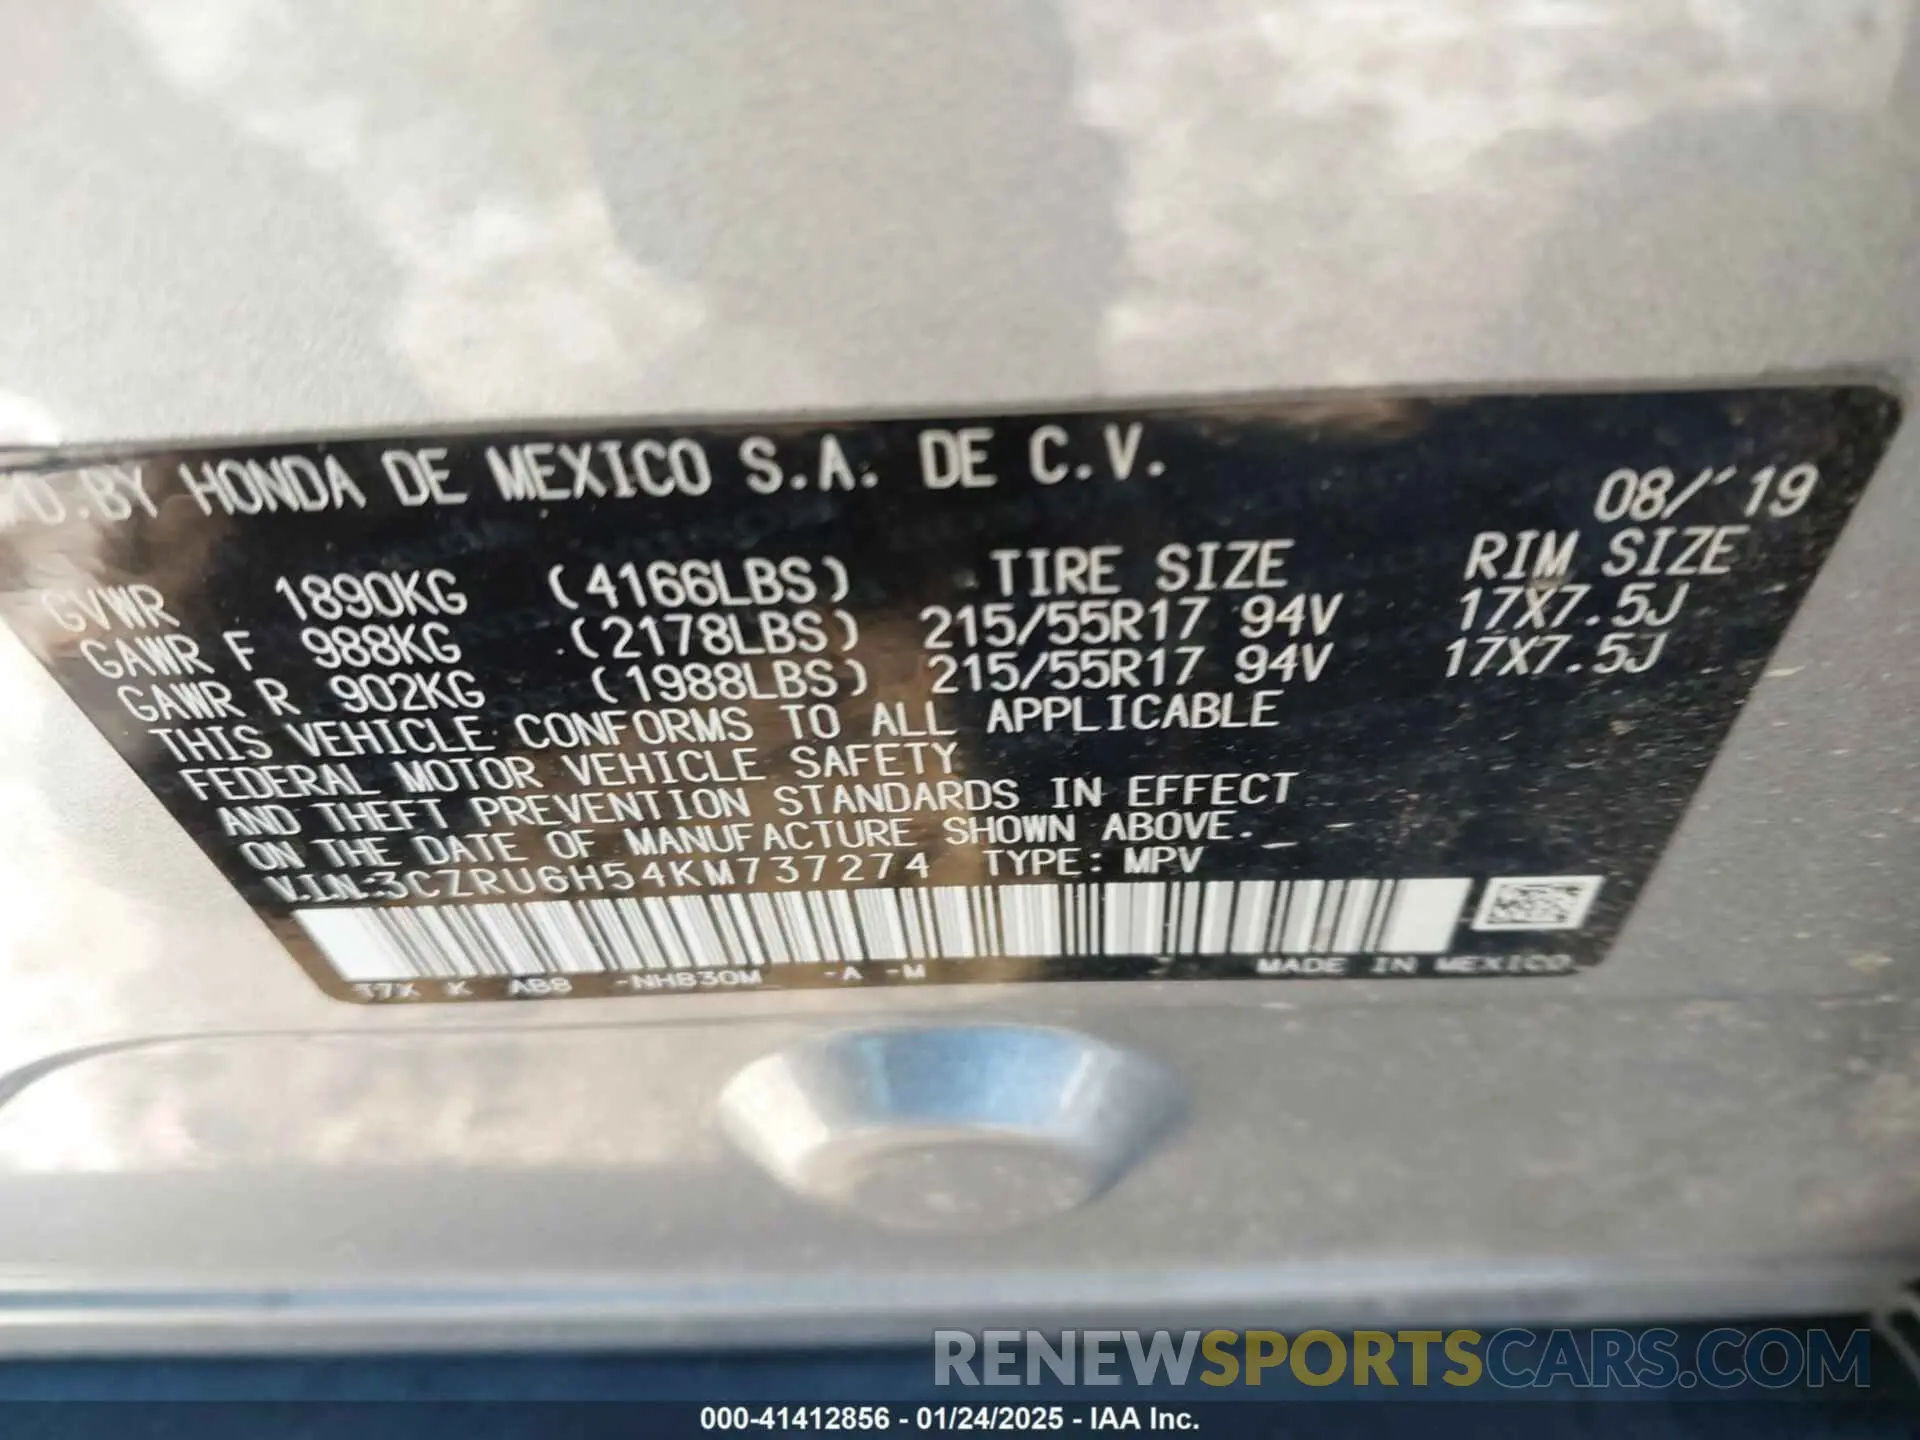 MFD. BY HONDA DE MEXICO S.A. DE C.V.
08/'19
GVWR 1890KG (4166LBS) TIRE SIZE RIM SIZE
GAWR F 988KG (2178LBS) 215/55R17 94V 17X7.5J
GAWR R 902KG (1988LBS) 215/55R17 94V 17X7.5J
THIS VEHICLE CONFORMS TO ALL APPLICABLE
FEDERAL MOTOR VEHICLE SAFETY
AND THEFT PREVENTION STANDARDS IN EFFECT
ON THE DATE OF MANUFACTURE SHOWN ABOVE.
V.I.N:3CZRU6H54KM737274 TYPE: MPV
T7X K AB8 -NH830M -A -M MADE IN MEXICO
RENEWSPORTSCARS.COM
000-41412856 - 01/24/2025 - IAA Inc.